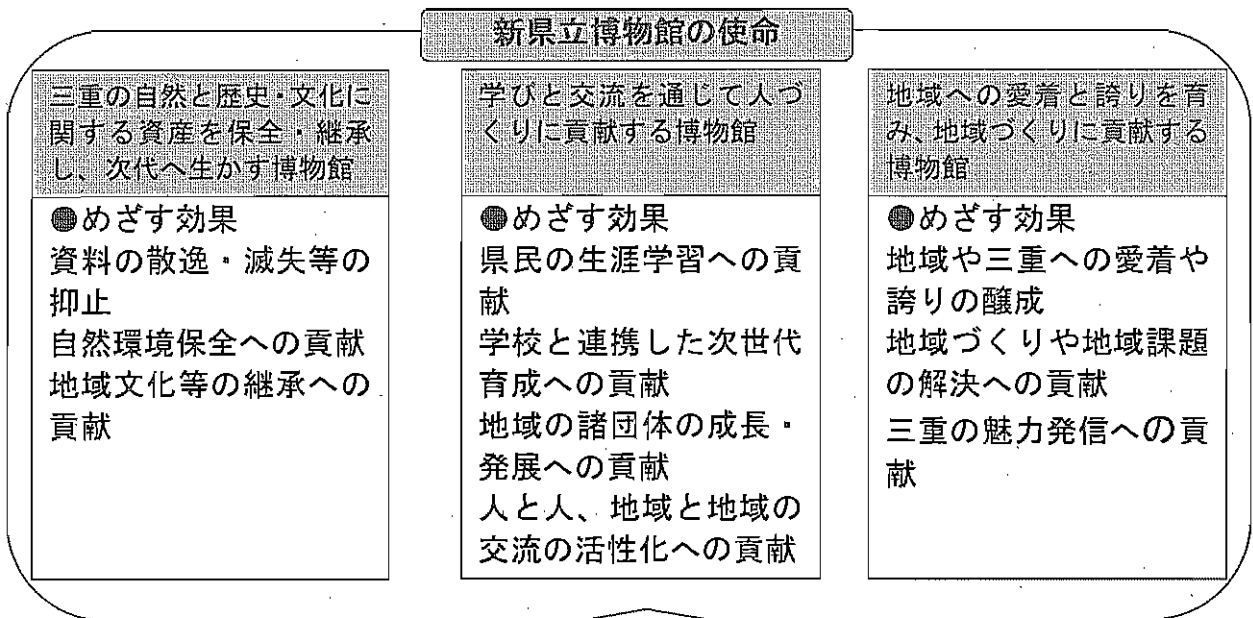 新県立博物館の使命
三重の自然と歴史・文化に
関する資産を保全・継承
し、次代へ生かす博物館
●めざす効果
資料の散逸・滅失等の
抑止
自然環境保全への貢献
地域文化等の継承への
貢献
学びと交流を通じて人づ
くりに貢献する博物館
●めざす効果
県民の生涯学習への貢
献
学校と連携した次世代
育成への貢献
地域の諸団体の成長・
発展への貢献
人と人、地域と地域の
交流の活性化への貢献
地域への愛着と誇りを育
み、地域づくりに貢献する
博物館
●めざす効果
地域や三重への愛着や
誇りの醸成
地域づくりや地域課題
の解決への貢献
三重の魅力発信への貢
献